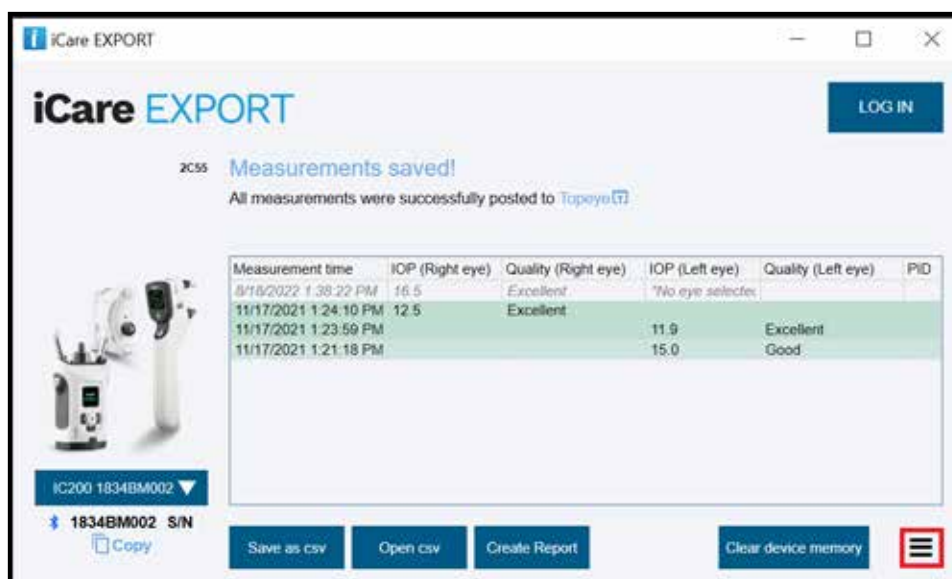 iCare EXPORT
iCare EXPORT
LOG IN
2C55
Measurements saved!
All measurements were successfully posted to Topeye
Measurement time IOP (Right eye) Quality (Right eye) IOP (Left eye) Quality (Left eye) PID
8/18/2022 1:38:22 PM 16.5 Excellent "No eye selected
11/17/2021 1:24:10 PM 12.5 Excellent
11/17/2021 1:23:59 PM 11.9 Excellent
11/17/2021 1:21:18 PM 15.0 Good
IC200 1834BM002
1834BM002 S/N
Copy
Save as csv Open csv Create Report Clear device memory